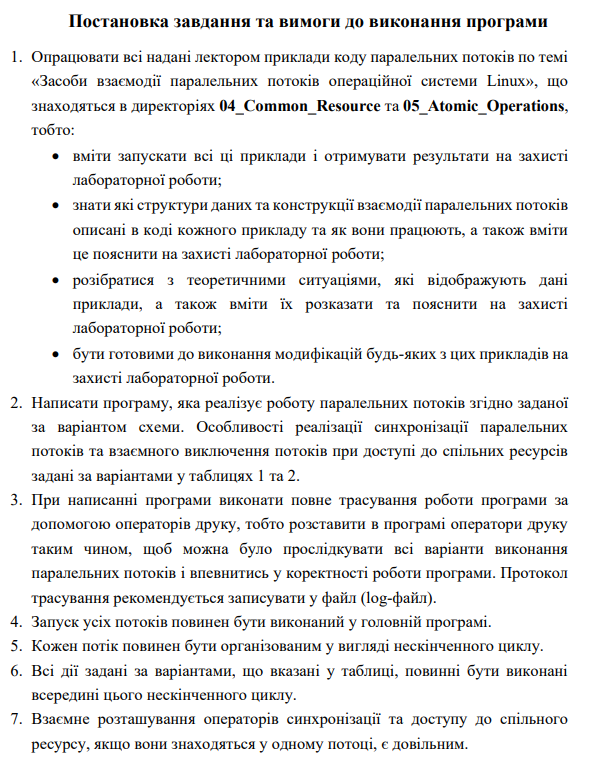 Постановка завдання та вимоги до виконання програми
1. Опрацювати всі надані лектором приклади коду паралельних потоків по темі
«Засоби взаємодії паралельних потоків операційної системи Linux», що
знаходяться в директоріях 04_Common_Resource та 05_Atomic_Operations,
тобто:
• вміти запускати всі ці приклади і отримувати результати на захисті
лабораторної роботи;
• знати які структури даних та конструкції взаємодії паралельних потоків
описані в коді кожного прикладу та як вони працюють, а також вміти
це пояснити на захисті лабораторної роботи;
• розібратися з теоретичними ситуаціями, які відображують дані
приклади, а також вміти їх розказати та пояснити на захисті
лабораторної роботи;
• бути готовими до виконання модифікацій будь-яких з цих прикладів на
захисті лабораторної роботи.
2. Написати програму, яка реалізує роботу паралельних потоків згідно заданої
за варіантом схеми. Особливості реалізації синхронізації паралельних
потоків та взаємного виключення потоків при доступі до спільних ресурсів
задані за варіантами у таблицях 1 та 2.
3. При написанні програми виконати повне трасування роботи програми за
допомогою операторів друку, тобто розставити в програмі оператори друку
таким чином, щоб можна було прослідкувати всі варіанти виконання
паралельних потоків і впевнитись у коректності роботи програми. Протокол
трасування рекомендується записувати у файл (log-файл).
4. Запуск усіх потоків повинен бути виконаний у головній програмі.
5. Кожен потік повинен бути організованим у вигляді нескінченного циклу.
6. Всі дії задані за варіантами, що вказані у таблиці, повинні бути виконані
всередині цього нескінченного циклу.
7. Взаємне розташування операторів синхронізації та доступу до спільного
ресурсу, якщо вони знаходяться у одному потоці, є довільним.